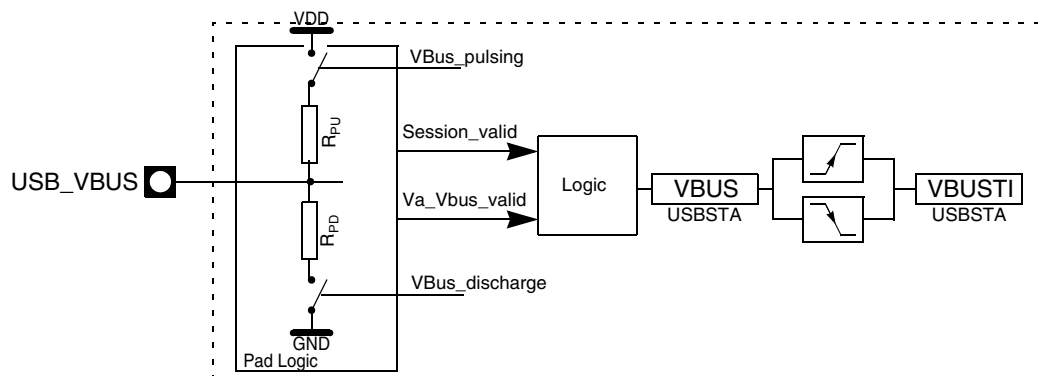 VDD
VBus_pulsing
RPU
Session_valid
USB_VBUS
Logic
VBUS
USBSTA
VBUSTI
USBSTA
Va_Vbus_valid
RPD
VBus_discharge
GND
Pad Logic